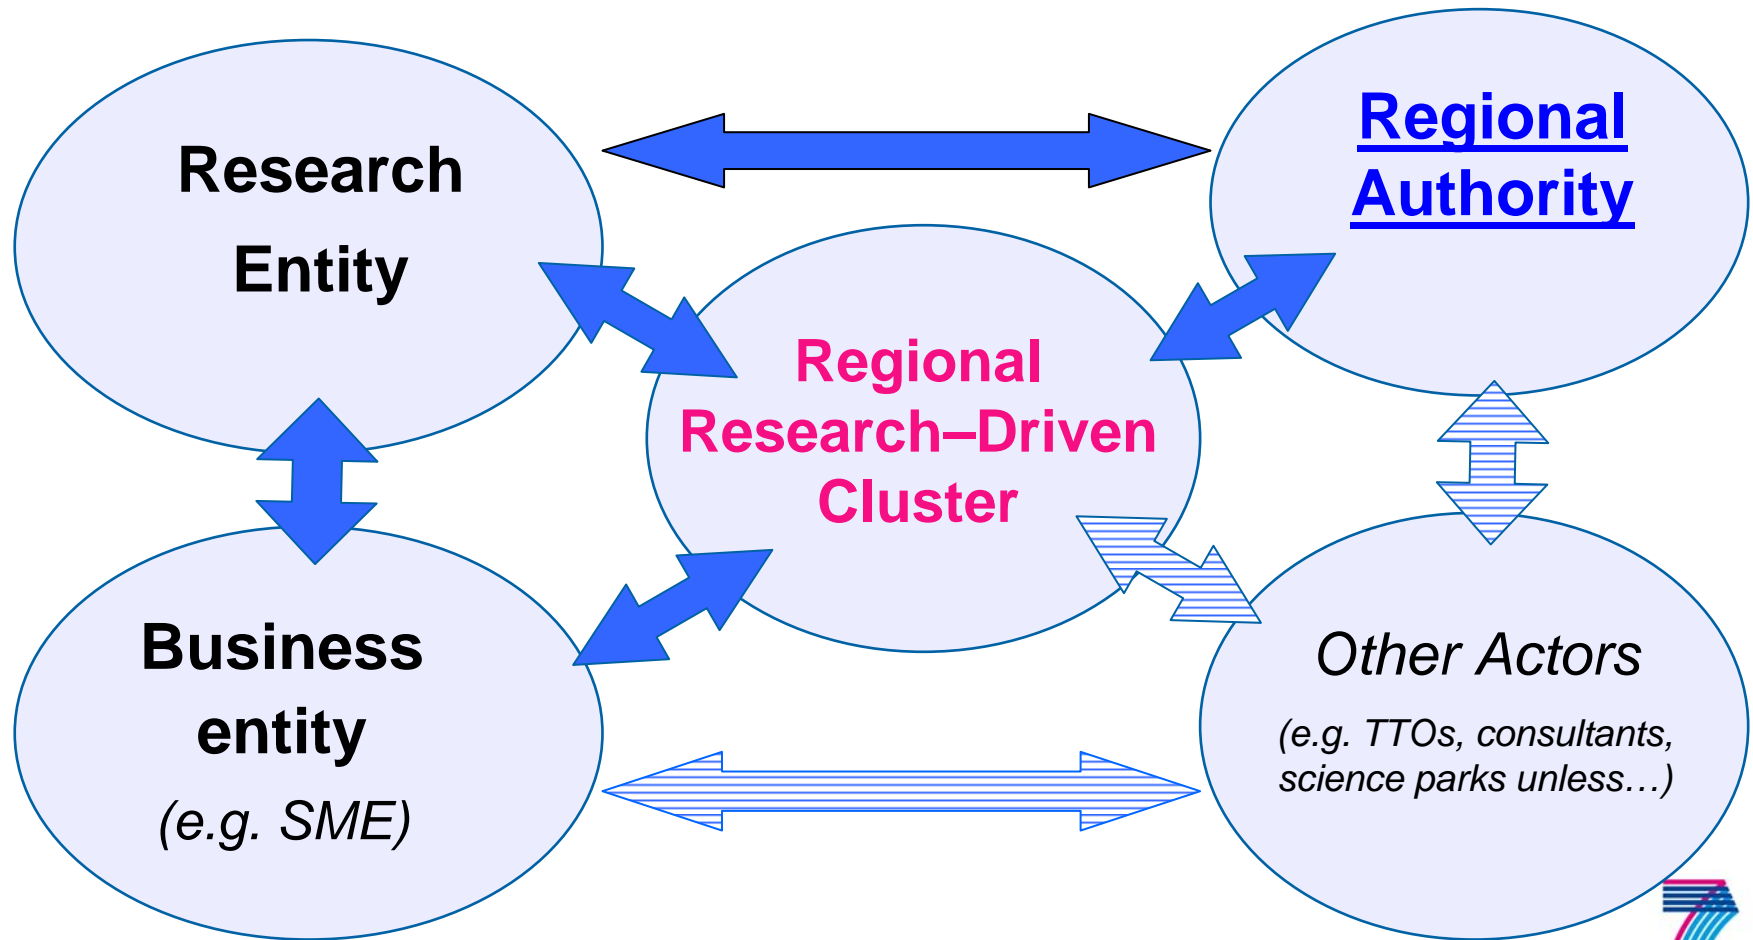 Research
Entity
Regional
Authority
Regional
Research–Driven
Cluster
Business
entity
(e.g. SME)
Other Actors
(e.g. TTOs, consultants,
science parks unless…)